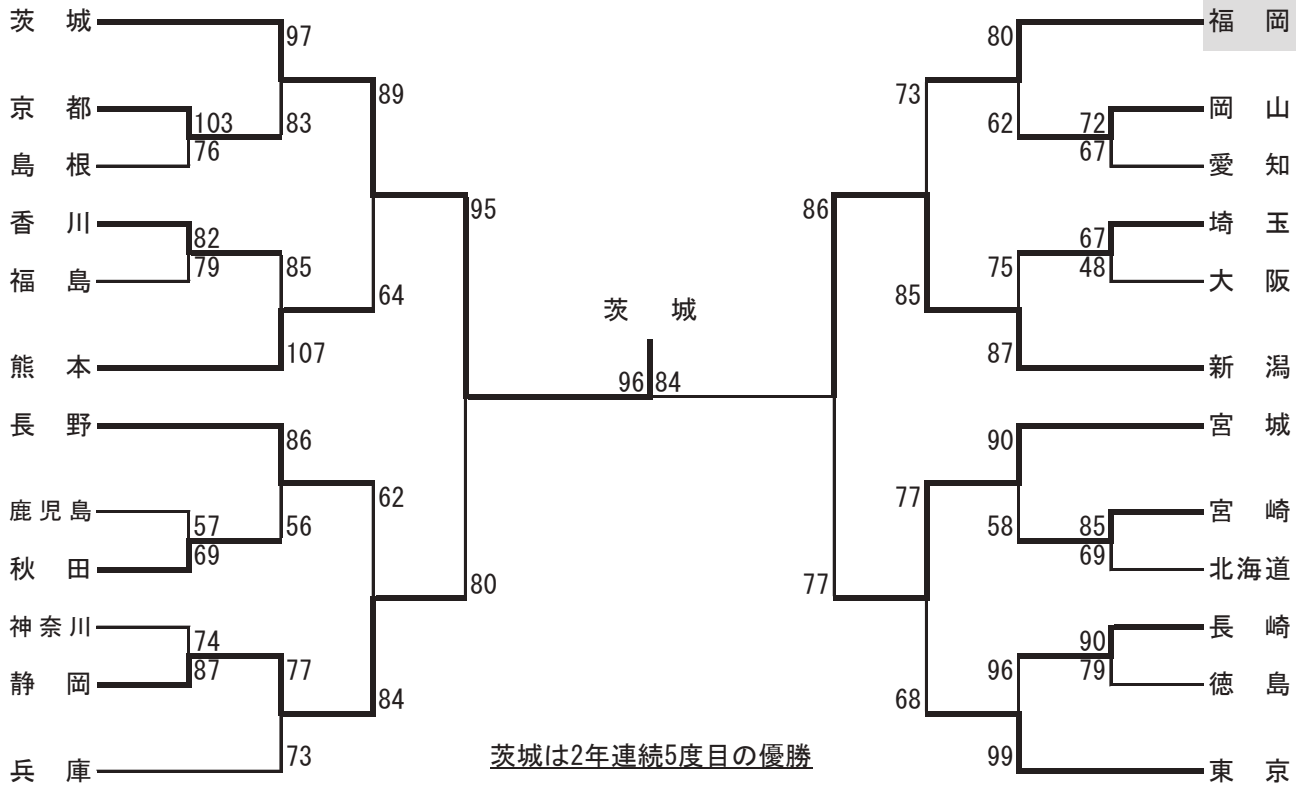 茨城 97 80 福岡
89 73
京都 103 83 62 72 岡山
島根 76 67 愛知
95 86
香川 82 67 埼玉
福島 79 85 75 48 大阪
64 85
茨城
熊本 107 87 新潟
96 84
長野 86 90 宮城
62 77
鹿児島 57 56 58 85 宮崎
秋田 69 69 北海道
80 77
神奈川 74 90 長崎
静岡 87 77 96 79 徳島
84 68
兵庫 73 99 東京
茨城は2年連続5度目の優勝